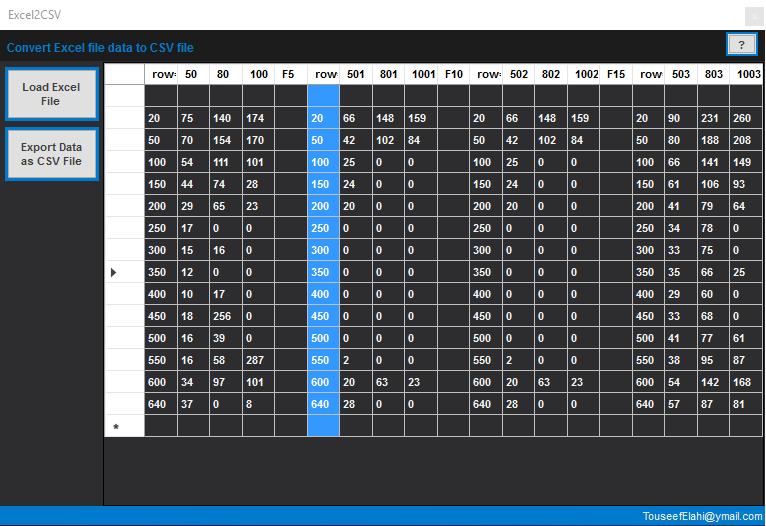 Excel2CSV
x
Convert Excel file data to CSV file
?
Load Excel
File
Export Data
as CSV File
row: 50 80 100 F5 row: 501 801 1001 F10 row: 502 802 1002 F15 row: 503 803 1003
20 75 140 174 20 66 148 159 20 66 148 159 20 90 231 260
50 70 154 170 50 42 102 84 50 42 102 84 50 80 188 208
100 54 111 101 100 25 0 0 100 25 0 0 100 66 141 149
150 44 74 28 150 24 0 0 150 24 0 0 150 61 106 93
200 29 65 23 200 20 0 0 200 20 0 0 200 41 79 64
250 17 0 0 250 0 0 0 250 0 0 0 250 34 78 0
300 15 16 0 300 0 0 0 300 0 0 0 300 33 75 0
350 12 0 0 350 0 0 0 350 0 0 0 350 35 66 25
400 10 17 0 400 0 0 0 400 0 0 0 400 29 60 0
450 18 256 0 450 0 0 0 450 0 0 0 450 33 68 0
500 16 39 0 500 0 0 0 500 0 0 0 500 41 77 61
550 16 58 287 550 2 0 0 550 2 0 0 550 38 95 87
600 34 97 101 600 20 63 23 600 20 63 23 600 54 142 168
640 37 0 8 640 28 0 0 640 28 0 0 640 57 87 81
*
TouseefElahi@ymail.com